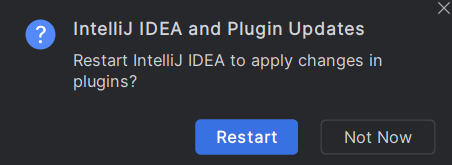 IntelliJ IDEA and Plugin Updates
Restart IntelliJ IDEA to apply changes in
plugins?
Restart
Not Now